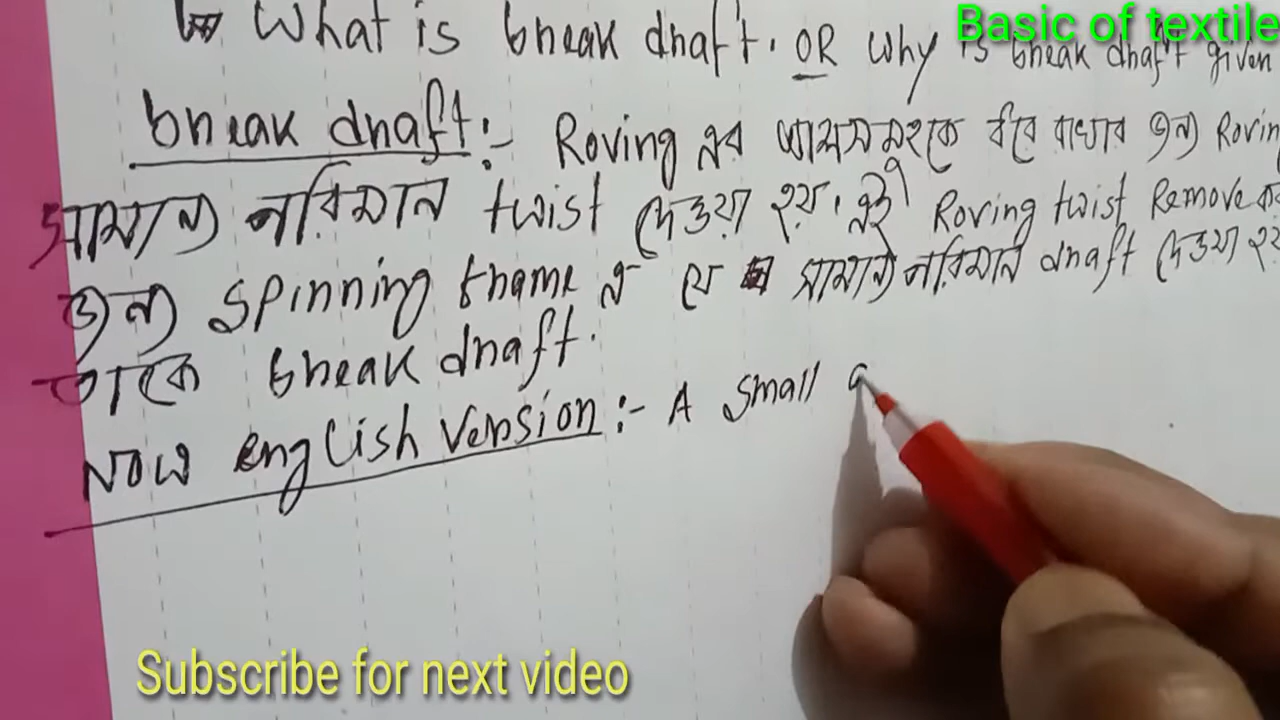 Basic of textile
What is break draft. OR Why is break draft given
break draft:- Roving এর আঁশসমূহকে ধরে রাখার জন্য Rovin
সামান্য পরিমান twist দেওয়া হয়। এই Roving twist Remove কর
জন্য spinning frame এ যে সামান্য পরিমান draft দেওয়া হয়
তাকে break draft.
Now english version:- A small a
Subscribe for next video